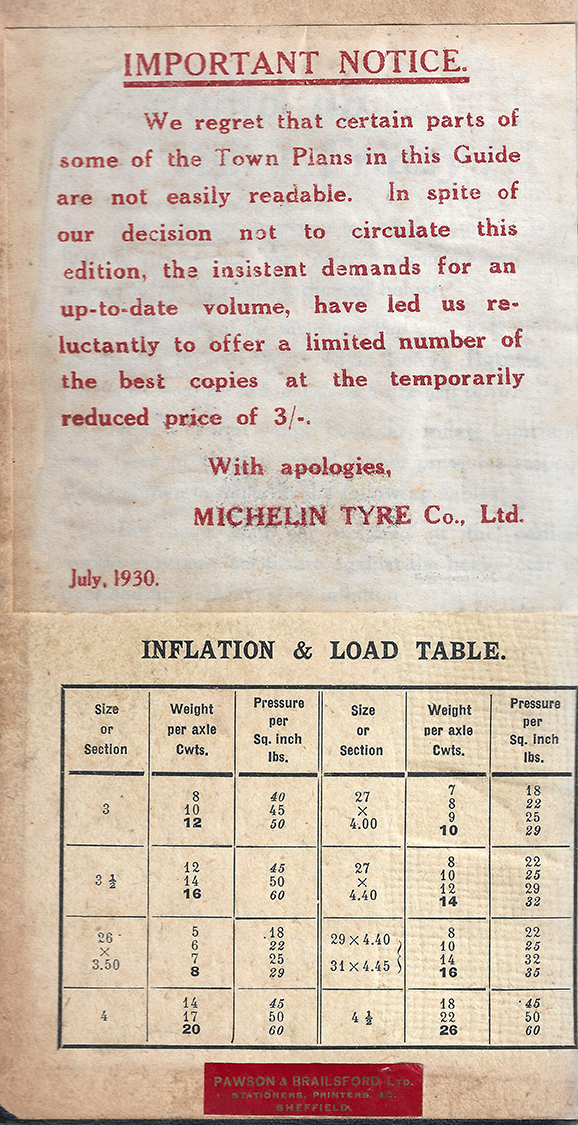 IMPORTANT NOTICE.
We regret that certain parts of
some of the Town Plans in this Guide
are not easily readable. In spite of
our decision not to circulate this
edition, the insistent demands for an
up-to-date volume, have led us re-
luctantly to offer a limited number of
the best copies at the temporarily
reduced price of 3/-.
With apologies,
MICHELIN TYRE Co., Ltd.
July, 1930.
INFLATION & LOAD TABLE.
Size or Section Weight per axle Cwts. Pressure per Sq. inch lbs. Size or Section Weight per axle Cwts. Pressure per Sq. inch lbs.
3 8 40 27 × 4.00 7 18
10 45 8 22
12 50 9 25
10 29
3 ½ 12 45 27 × 4.40 8 22
14 50 10 25
16 60 12 29
14 32
26 × 3.50 5 18 29 × 4.40 8 22
6 22 31 × 4.45 10 25
7 25 14 32
8 29 16 35
4 14 45 4 ½ 18 45
17 50 22 50
20 60 26 60
PAWSON & BRAILSFORD LTD.
STATIONERS, PRINTERS, &C.
SHEFFIELD.